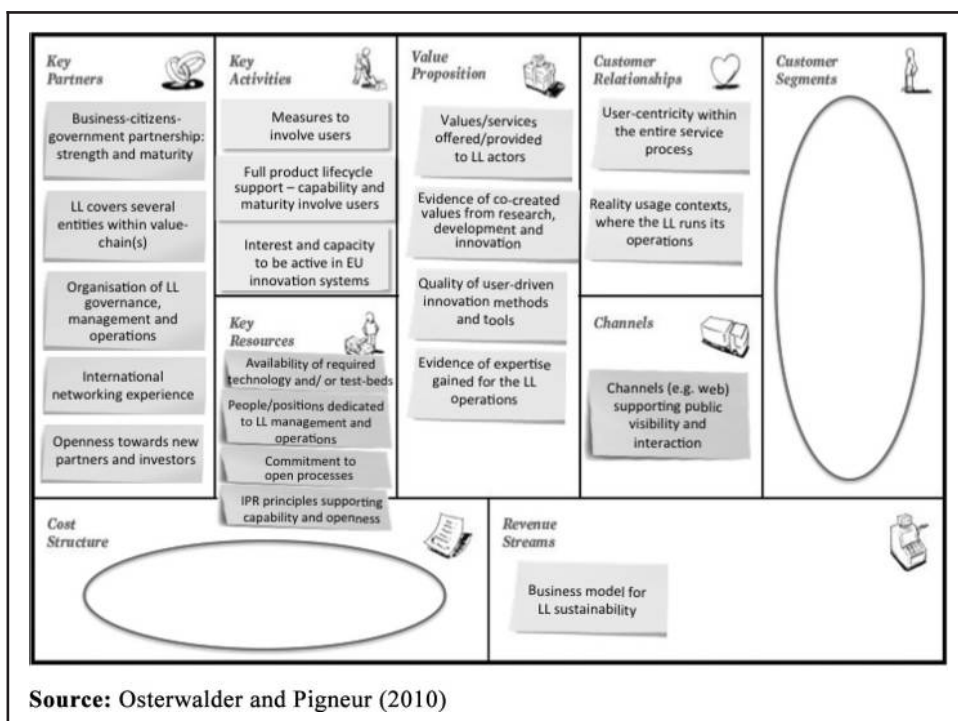 Key
Partners
Business-citizens-
government partnership:
strength and maturity
LL covers several
entities within value-
chain(s)
Organisation of LL
governance,
management and
operations
International
networking experience
Openness towards new
partners and investors
Key
Activities
Measures to
involve users
Full product lifecycle
support – capability and
maturity involve users
Interest and capacity
to be active in EU
innovation systems
Key
Resources
Availability of required
technology and/ or test-beds
People/positions dedicated
to LL management and
operations
Commitment to
open processes
IPR principles supporting
capability and openness
Value
Proposition
Values/services
offered/provided
to LL actors
Evidence of co-created
values from research,
development and
innovation
Quality of user-driven
innovation methods
and tools
Evidence of expertise
gained for the LL
operations
Customer
Relationships
User-centricity within
the entire service
process
Reality usage contexts,
where the LL runs its
operations
Channels
Channels (e.g. web)
supporting public
visibility and
interaction
Customer
Segments
Cost
Structure
Revenue
Streams
Business model for
LL sustainability
Source: Osterwalder and Pigneur (2010)